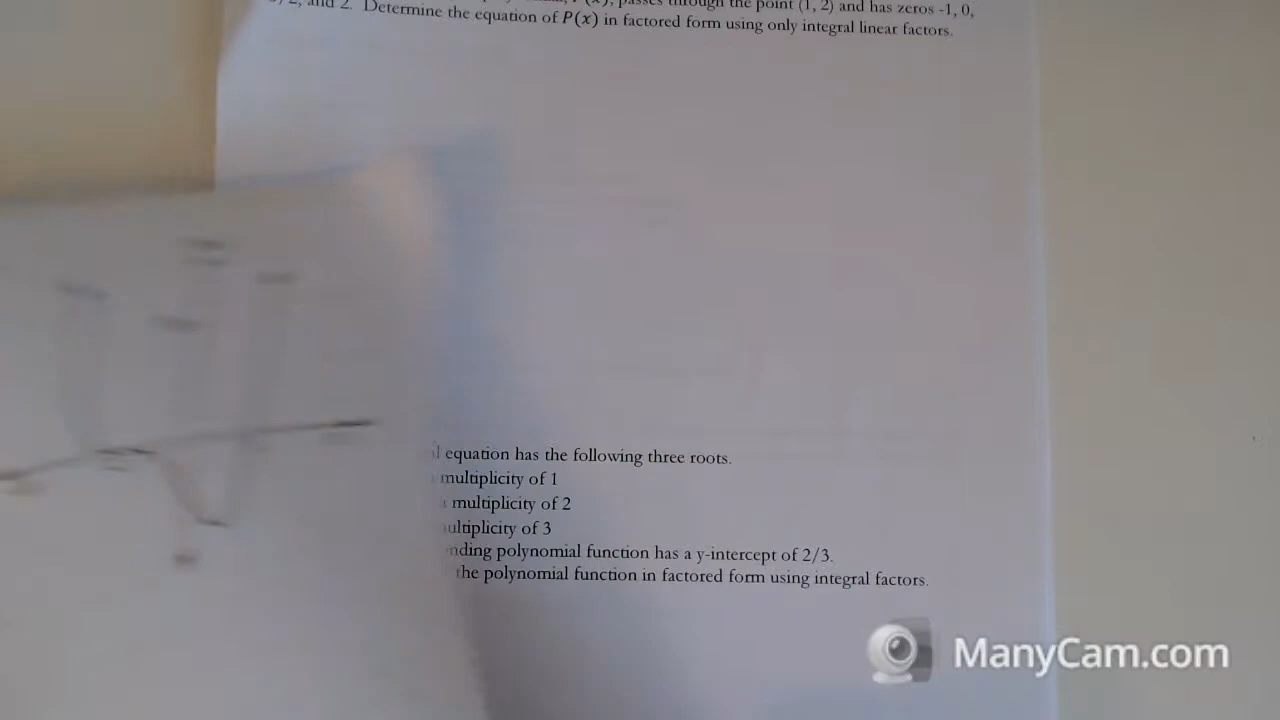 passes through the point (1, 2) and has zeros -1, 0,
and 2. Determine the equation of P(x) in factored form using only integral linear factors.
equation has the following three roots.
multiplicity of 1
multiplicity of 2
ultiplicity of 3
nding polynomial function has a y-intercept of 2/3.
the polynomial function in factored form using integral factors.
ManyCam.com